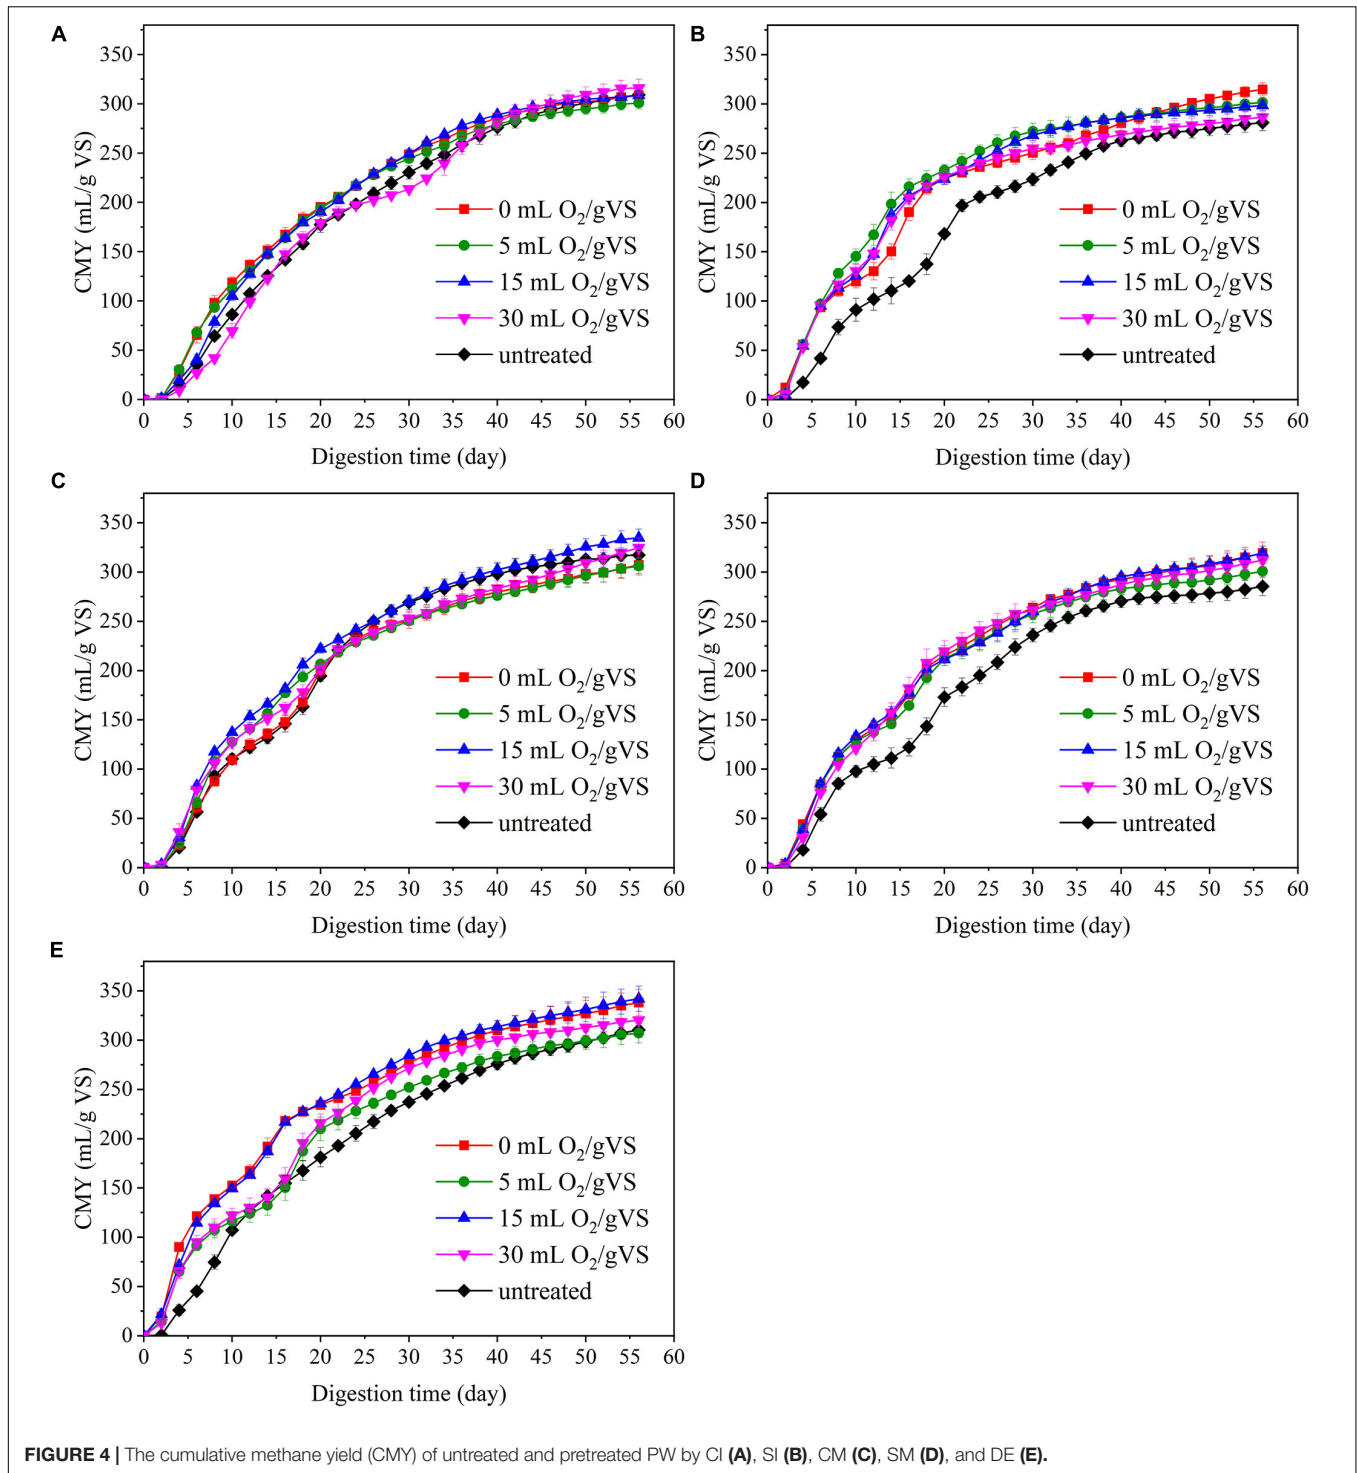 A
350
300
250
200
150
100
50
0
CMY (mL/g VS)
0 mL O₂/gVS
5 mL O₂/gVS
15 mL O₂/gVS
30 mL O₂/gVS
untreated
0 5 10 15 20 25 30 35 40 45 50 55 60
Digestion time (day)
B
350
300
250
200
150
100
50
0
CMY (mL/g VS)
0 mL O₂/gVS
5 mL O₂/gVS
15 mL O₂/gVS
30 mL O₂/gVS
untreated
0 5 10 15 20 25 30 35 40 45 50 55 60
Digestion time (day)
C
350
300
250
200
150
100
50
0
CMY (mL/g VS)
0 mL O₂/gVS
5 mL O₂/gVS
15 mL O₂/gVS
30 mL O₂/gVS
untreated
0 5 10 15 20 25 30 35 40 45 50 55 60
Digestion time (day)
D
350
300
250
200
150
100
50
0
CMY (mL/g VS)
0 mL O₂/gVS
5 mL O₂/gVS
15 mL O₂/gVS
30 mL O₂/gVS
untreated
0 5 10 15 20 25 30 35 40 45 50 55 60
Digestion time (day)
E
350
300
250
200
150
100
50
0
CMY (mL/g VS)
0 mL O₂/gVS
5 mL O₂/gVS
15 mL O₂/gVS
30 mL O₂/gVS
untreated
0 5 10 15 20 25 30 35 40 45 50 55 60
Digestion time (day)
FIGURE 4 | The cumulative methane yield (CMY) of untreated and pretreated PW by CI (A), SI (B), CM (C), SM (D), and DE (E).